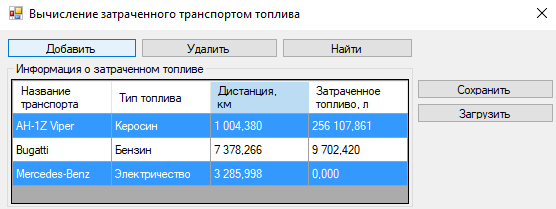 Вычисление затраченного транспортом топлива
Добавить Удалить Найти
Информация о затраченном топливе
Название транспорта Тип топлива Дистанция, км Затраченное топливо, л
AH-1Z Viper Керосин 1 004,380 256 107,861
Bugatti Бензин 7 378,266 9 702,420
Mercedes-Benz Электричество 3 285,998 0,000
Сохранить
Загрузить